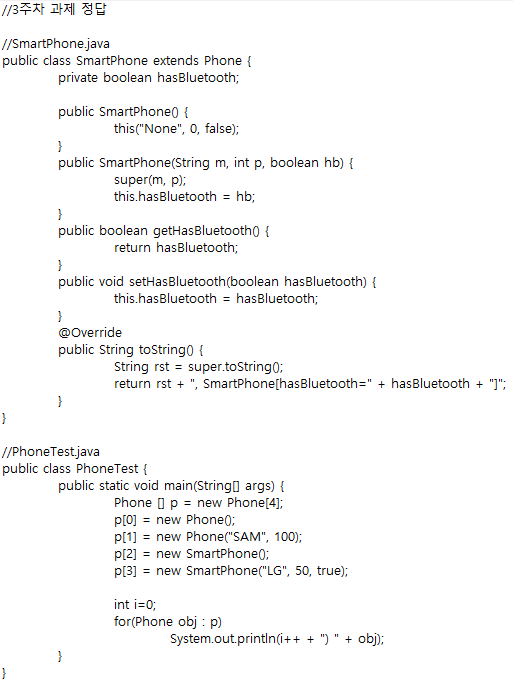 //3주차 과제 정답

//SmartPhone.java
public class SmartPhone extends Phone {
        private boolean hasBluetooth;

        public SmartPhone() {
                this("None", 0, false);
        }
        public SmartPhone(String m, int p, boolean hb) {
                super(m, p);
                this.hasBluetooth = hb;
        }
        public boolean getHasBluetooth() {
                return hasBluetooth;
        }
        public void setHasBluetooth(boolean hasBluetooth) {
                this.hasBluetooth = hasBluetooth;
        }
        @Override
        public String toString() {
                String rst = super.toString();
                return rst + ", SmartPhone[hasBluetooth=" + hasBluetooth + "]";
        }
}

//PhoneTest.java
public class PhoneTest {
        public static void main(String[] args) {
                Phone [] p = new Phone[4];
                p[0] = new Phone();
                p[1] = new Phone("SAM", 100);
                p[2] = new SmartPhone();
                p[3] = new SmartPhone("LG", 50, true);

                int i=0;
                for(Phone obj : p)
                        System.out.println(i++ + ") " + obj);
        }
}